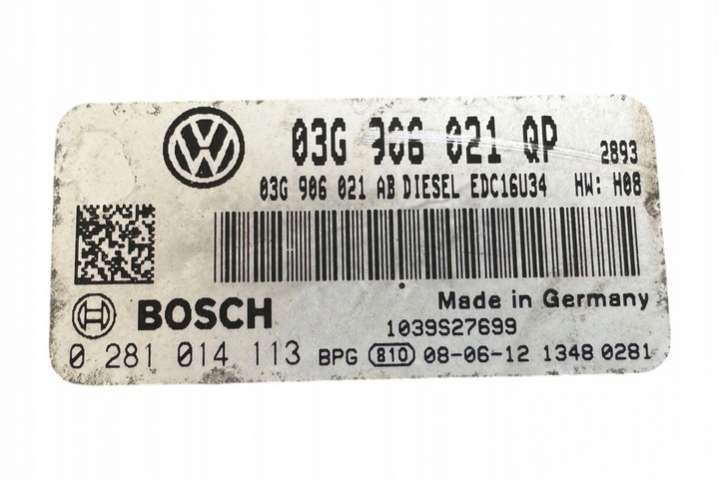 03G 906 021 QP 2893
03G 906 021 AB DIESEL EDC16U34 HW: H08
BOSCH Made in Germany
1039S27699
0 281 014 113 BPG 810 08-06-12 1348 0281